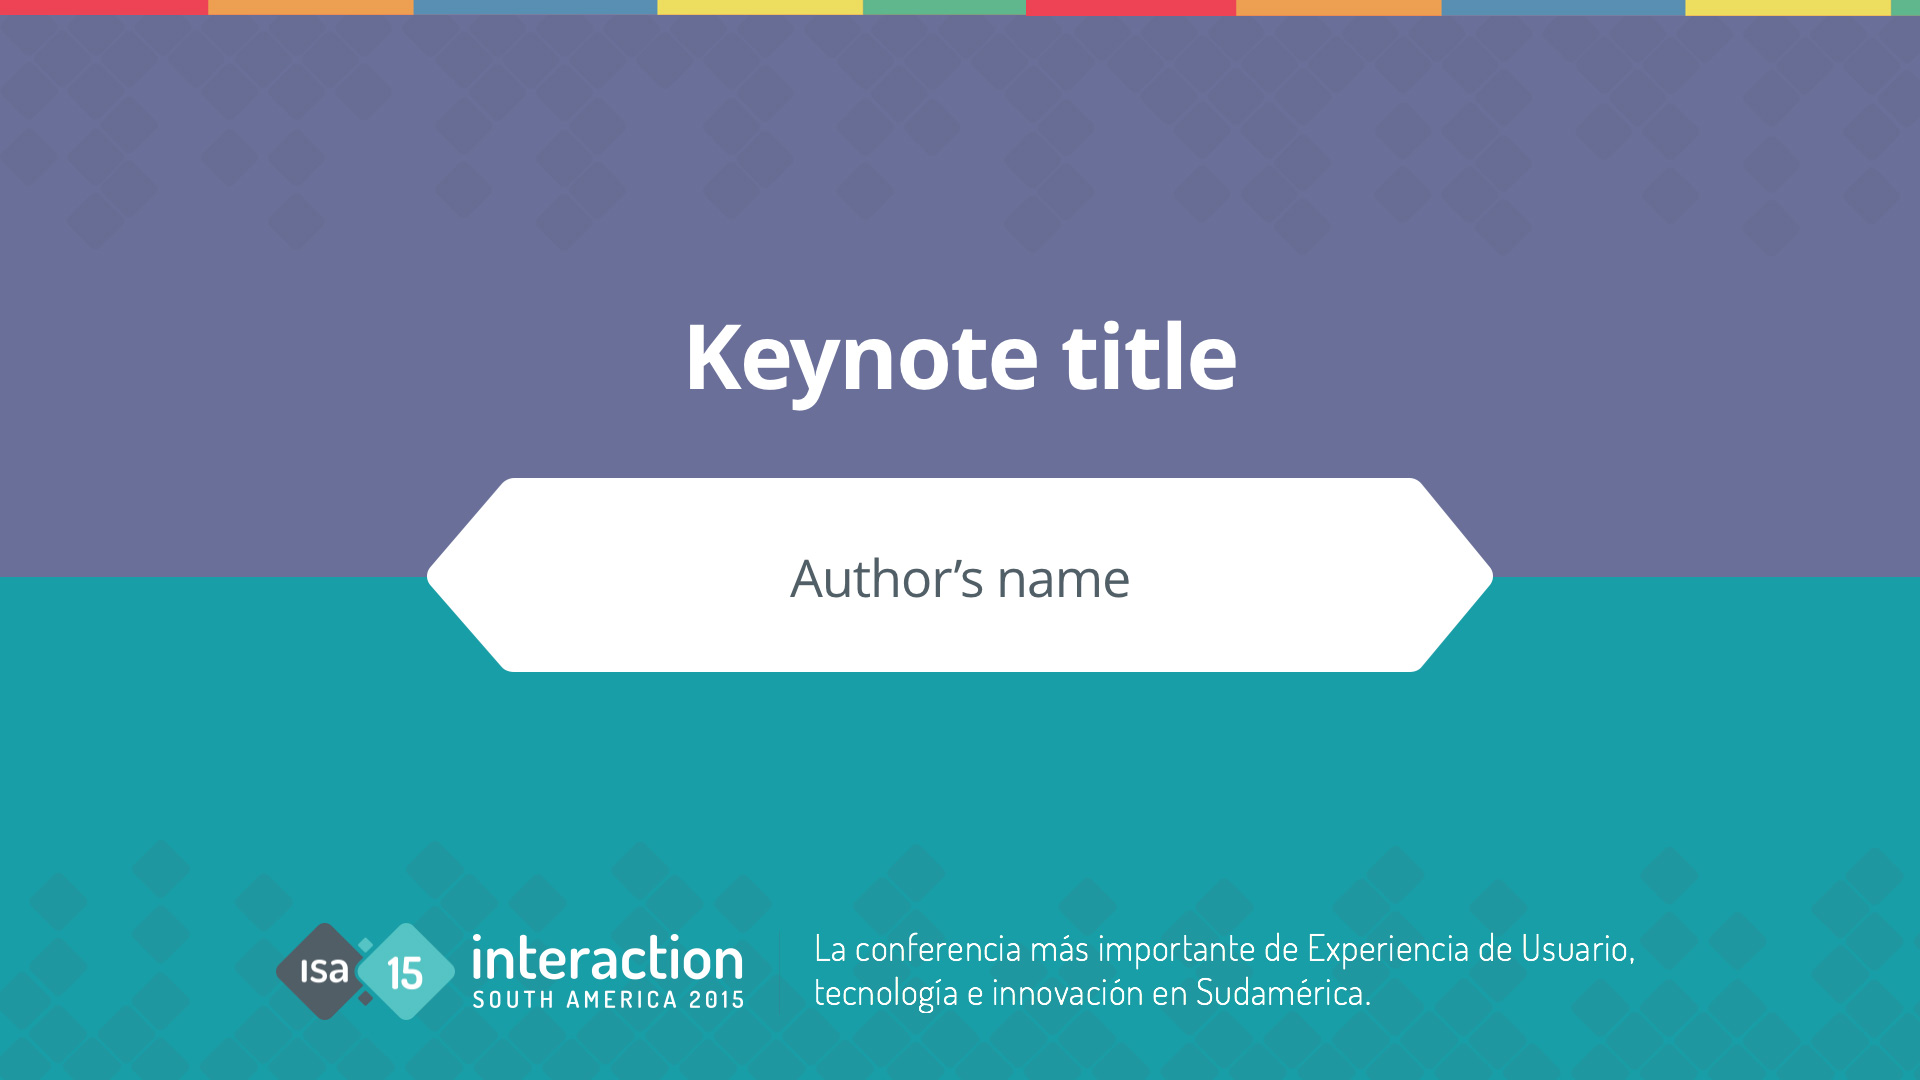 Keynote title
Author’s name
isa 15
interaction
SOUTH AMERICA 2015
La conferencia más importante de Experiencia de Usuario,
tecnología e innovación en Sudamérica.